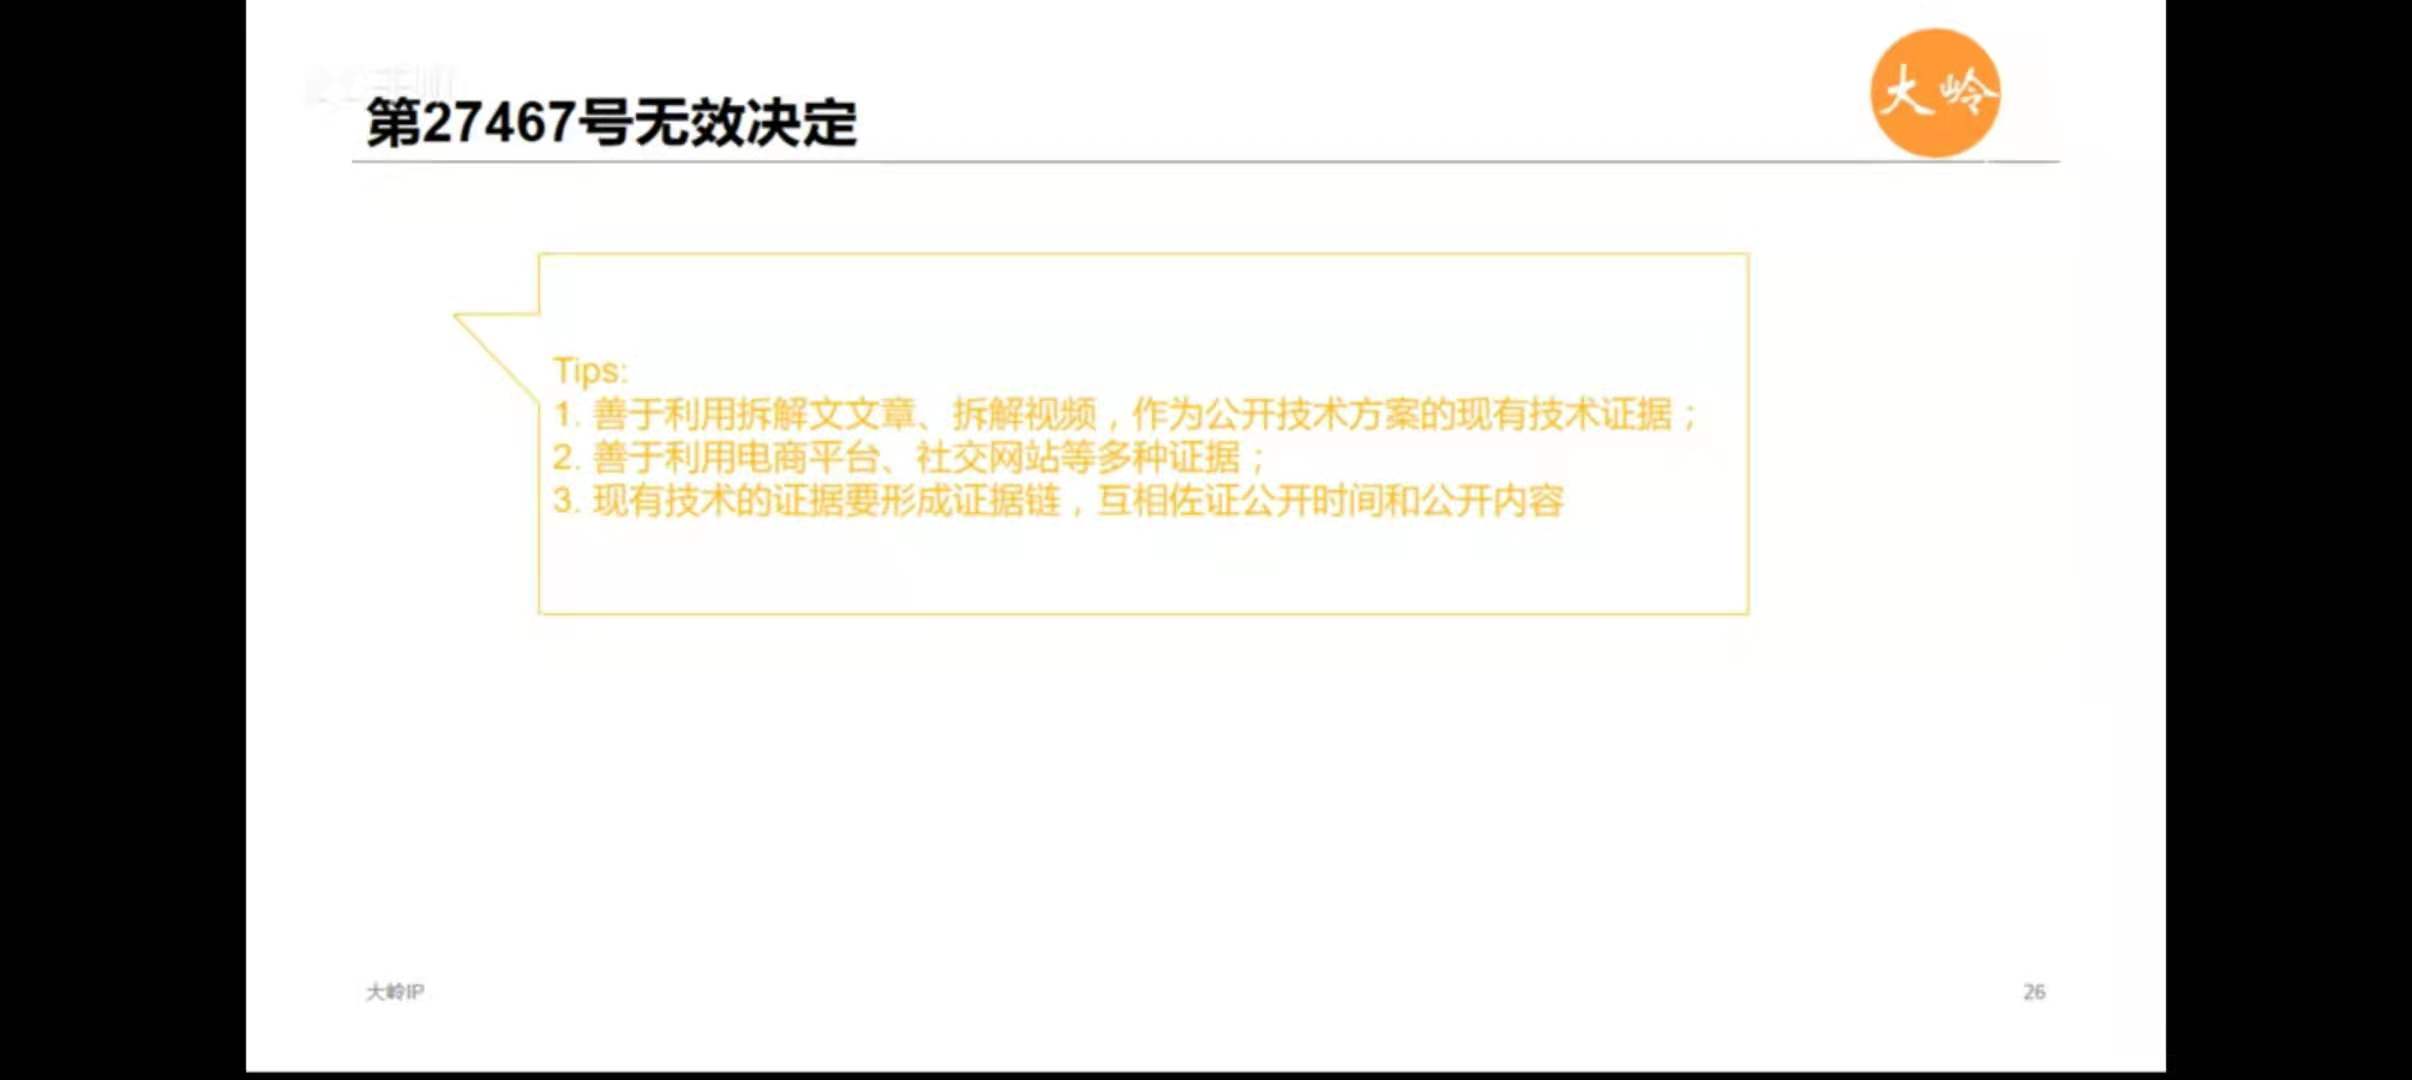 第27467号无效决定
大岭
Tips:
1. 善于利用拆解文文章、拆解视频，作为公开技术方案的现有技术证据；
2. 善于利用电商平台、社交网站等多种证据；
3. 现有技术的证据要形成证据链，互相佐证公开时间和公开内容
大岭IP
26